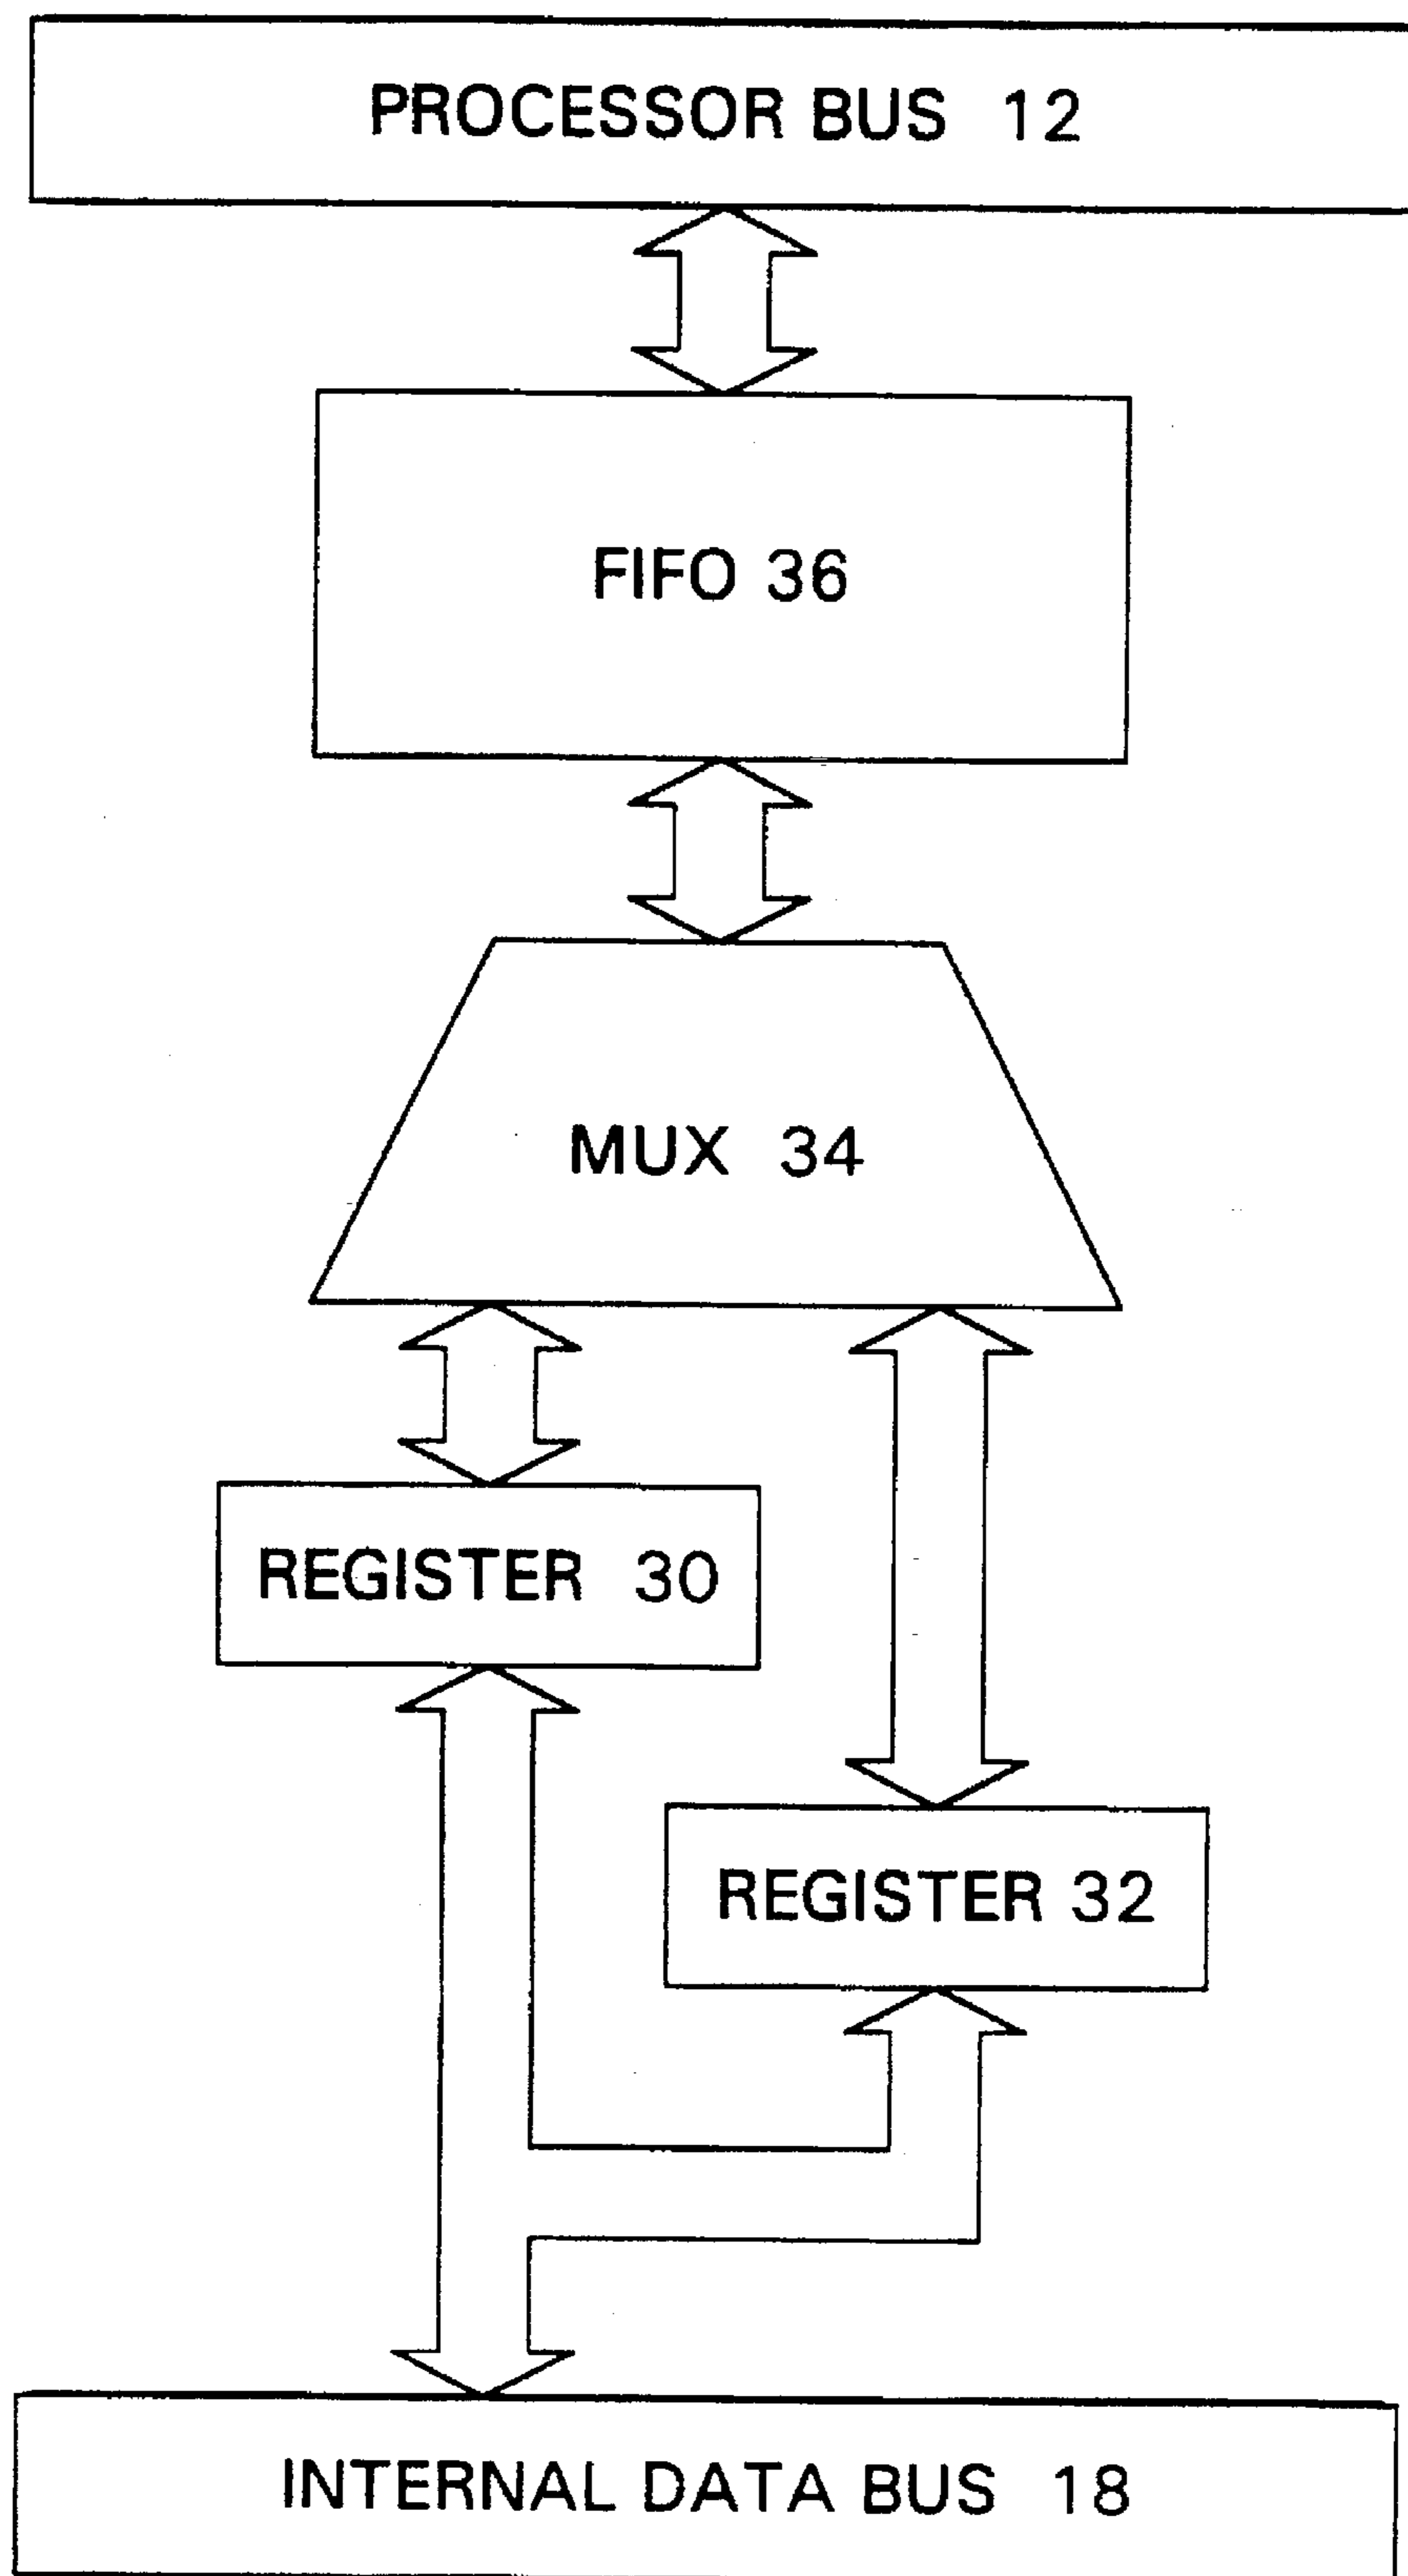 PROCESSOR BUS 12
FIFO 36
MUX 34
REGISTER 30
REGISTER 32
INTERNAL DATA BUS 18